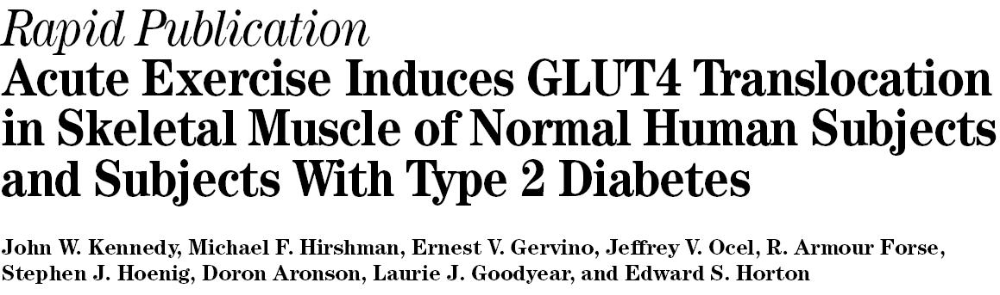 Rapid Publication
Acute Exercise Induces GLUT4 Translocation
in Skeletal Muscle of Normal Human Subjects
and Subjects With Type 2 Diabetes
John W. Kennedy, Michael F. Hirshman, Ernest V. Gervino, Jeffrey V. Ocel, R. Armour Forse,
Stephen J. Hoenig, Doron Aronson, Laurie J. Goodyear, and Edward S. Horton